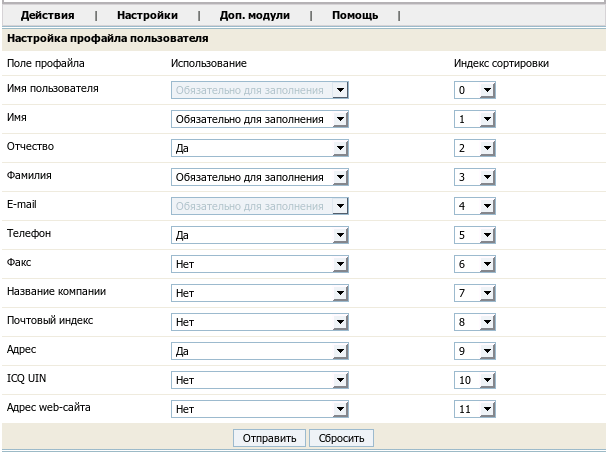 Действия | Настройки | Доп. модули | Помощь |
Настройка профайла пользователя
Поле профайла Использование Индекс сортировки
Имя пользователя Обязательно для заполнения 0
Имя Обязательно для заполнения 1
Отчество Да 2
Фамилия Обязательно для заполнения 3
E-mail Обязательно для заполнения 4
Телефон Да 5
Факс Нет 6
Название компании Нет 7
Почтовый индекс Нет 8
Адрес Да 9
ICQ UIN Нет 10
Адрес web-сайта Нет 11
Отправить Сбросить